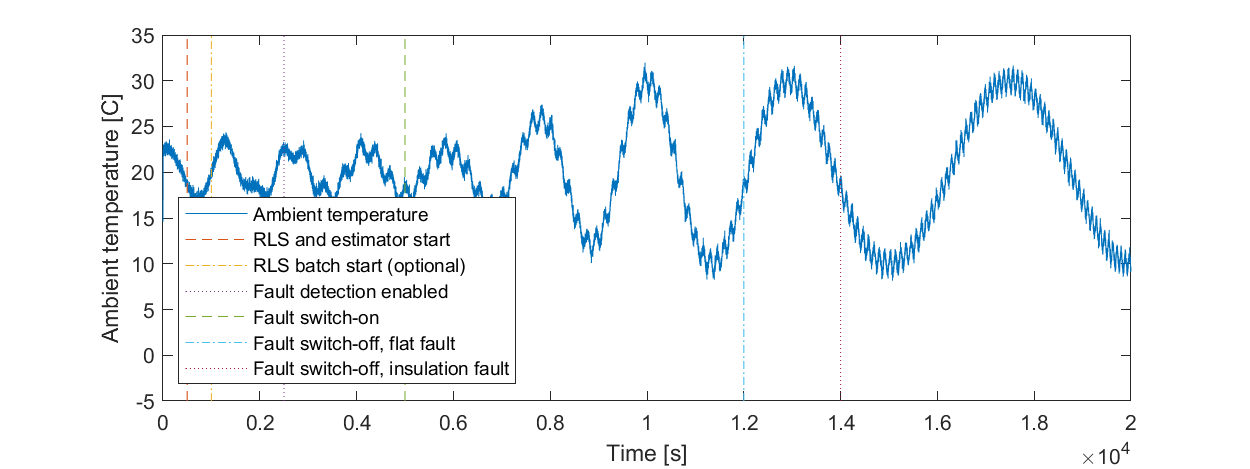 35
30
25
20
15
10
5
0
-5
Ambient temperature [C]
Ambient temperature
RLS and estimator start
RLS batch start (optional)
Fault detection enabled
Fault switch-on
Fault switch-off, flat fault
Fault switch-off, insulation fault
0 0.2 0.4 0.6 0.8 1 1.2 1.4 1.6 1.8 2
Time [s]
×10⁴